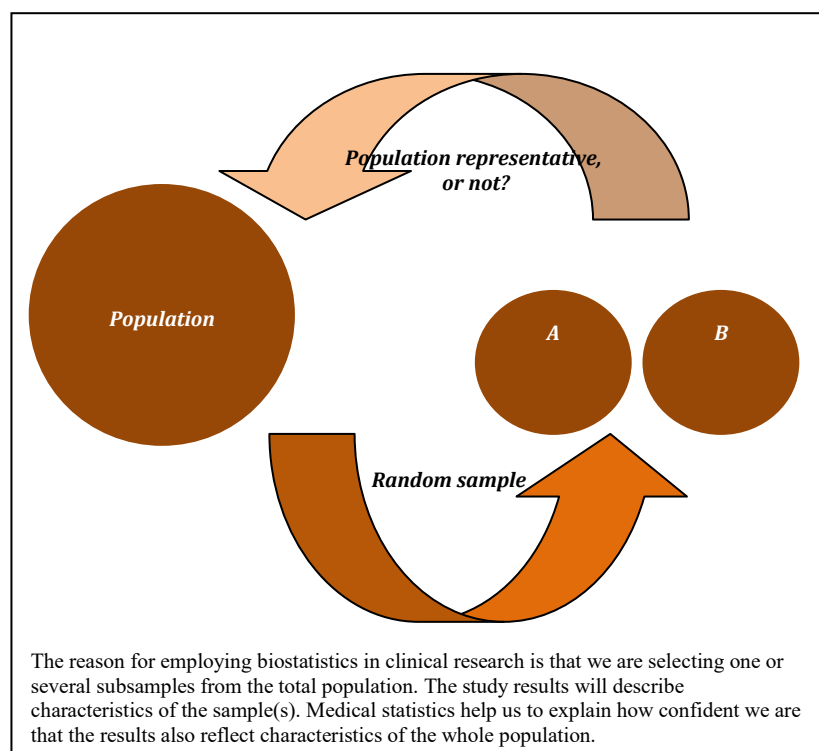 Population representative,
or not?
Population
A
B
Random sample
The reason for employing biostatistics in clinical research is that we are selecting one or
several subsamples from the total population. The study results will describe
characteristics of the sample(s). Medical statistics help us to explain how confident we are
that the results also reflect characteristics of the whole population.